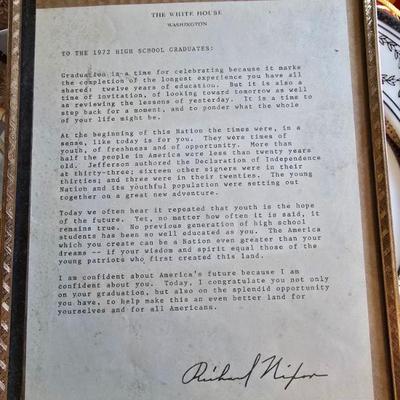 THE WHITE HOUSE
WASHINGTON
TO THE 1972 HIGH SCHOOL GRADUATES:
Graduation is a time for celebrating because it marks
the completion of the longest experience you have all
shared: twelve years of education. But it is also a
time of invitation, of looking toward tomorrow as well
as reviewing the lessons of yesterday. It is a time to
step back for a moment, and to ponder what the whole
of your life might be.
At the beginning of this Nation the times were, in a
sense, like today is for you. They were times of
youth, of freshness and of opportunity. More than
half the people in America were less than twenty years
old. Jefferson authored the Declaration of Independence
at thirty-three; sixteen other signers were in their
thirties; and three were in their twenties. The young
Nation and its youthful population were setting out
together on a great new adventure.
Today we often hear it repeated that youth is the hope
of the future. Yet, no matter how often it is said, it
remains true. No previous generation of high school
students has been so well educated as you. The America
which you create can be a Nation even greater than your
dreams -- if your wisdom and spirit equal those of the
young patriots who first created this land.
I am confident about America's future because I am
confident about you. Today, I congratulate you not only
on your graduation, but also on the splendid opportunity
you have, to help make this an even better land for
yourselves and for all Americans.
Richard Nixon